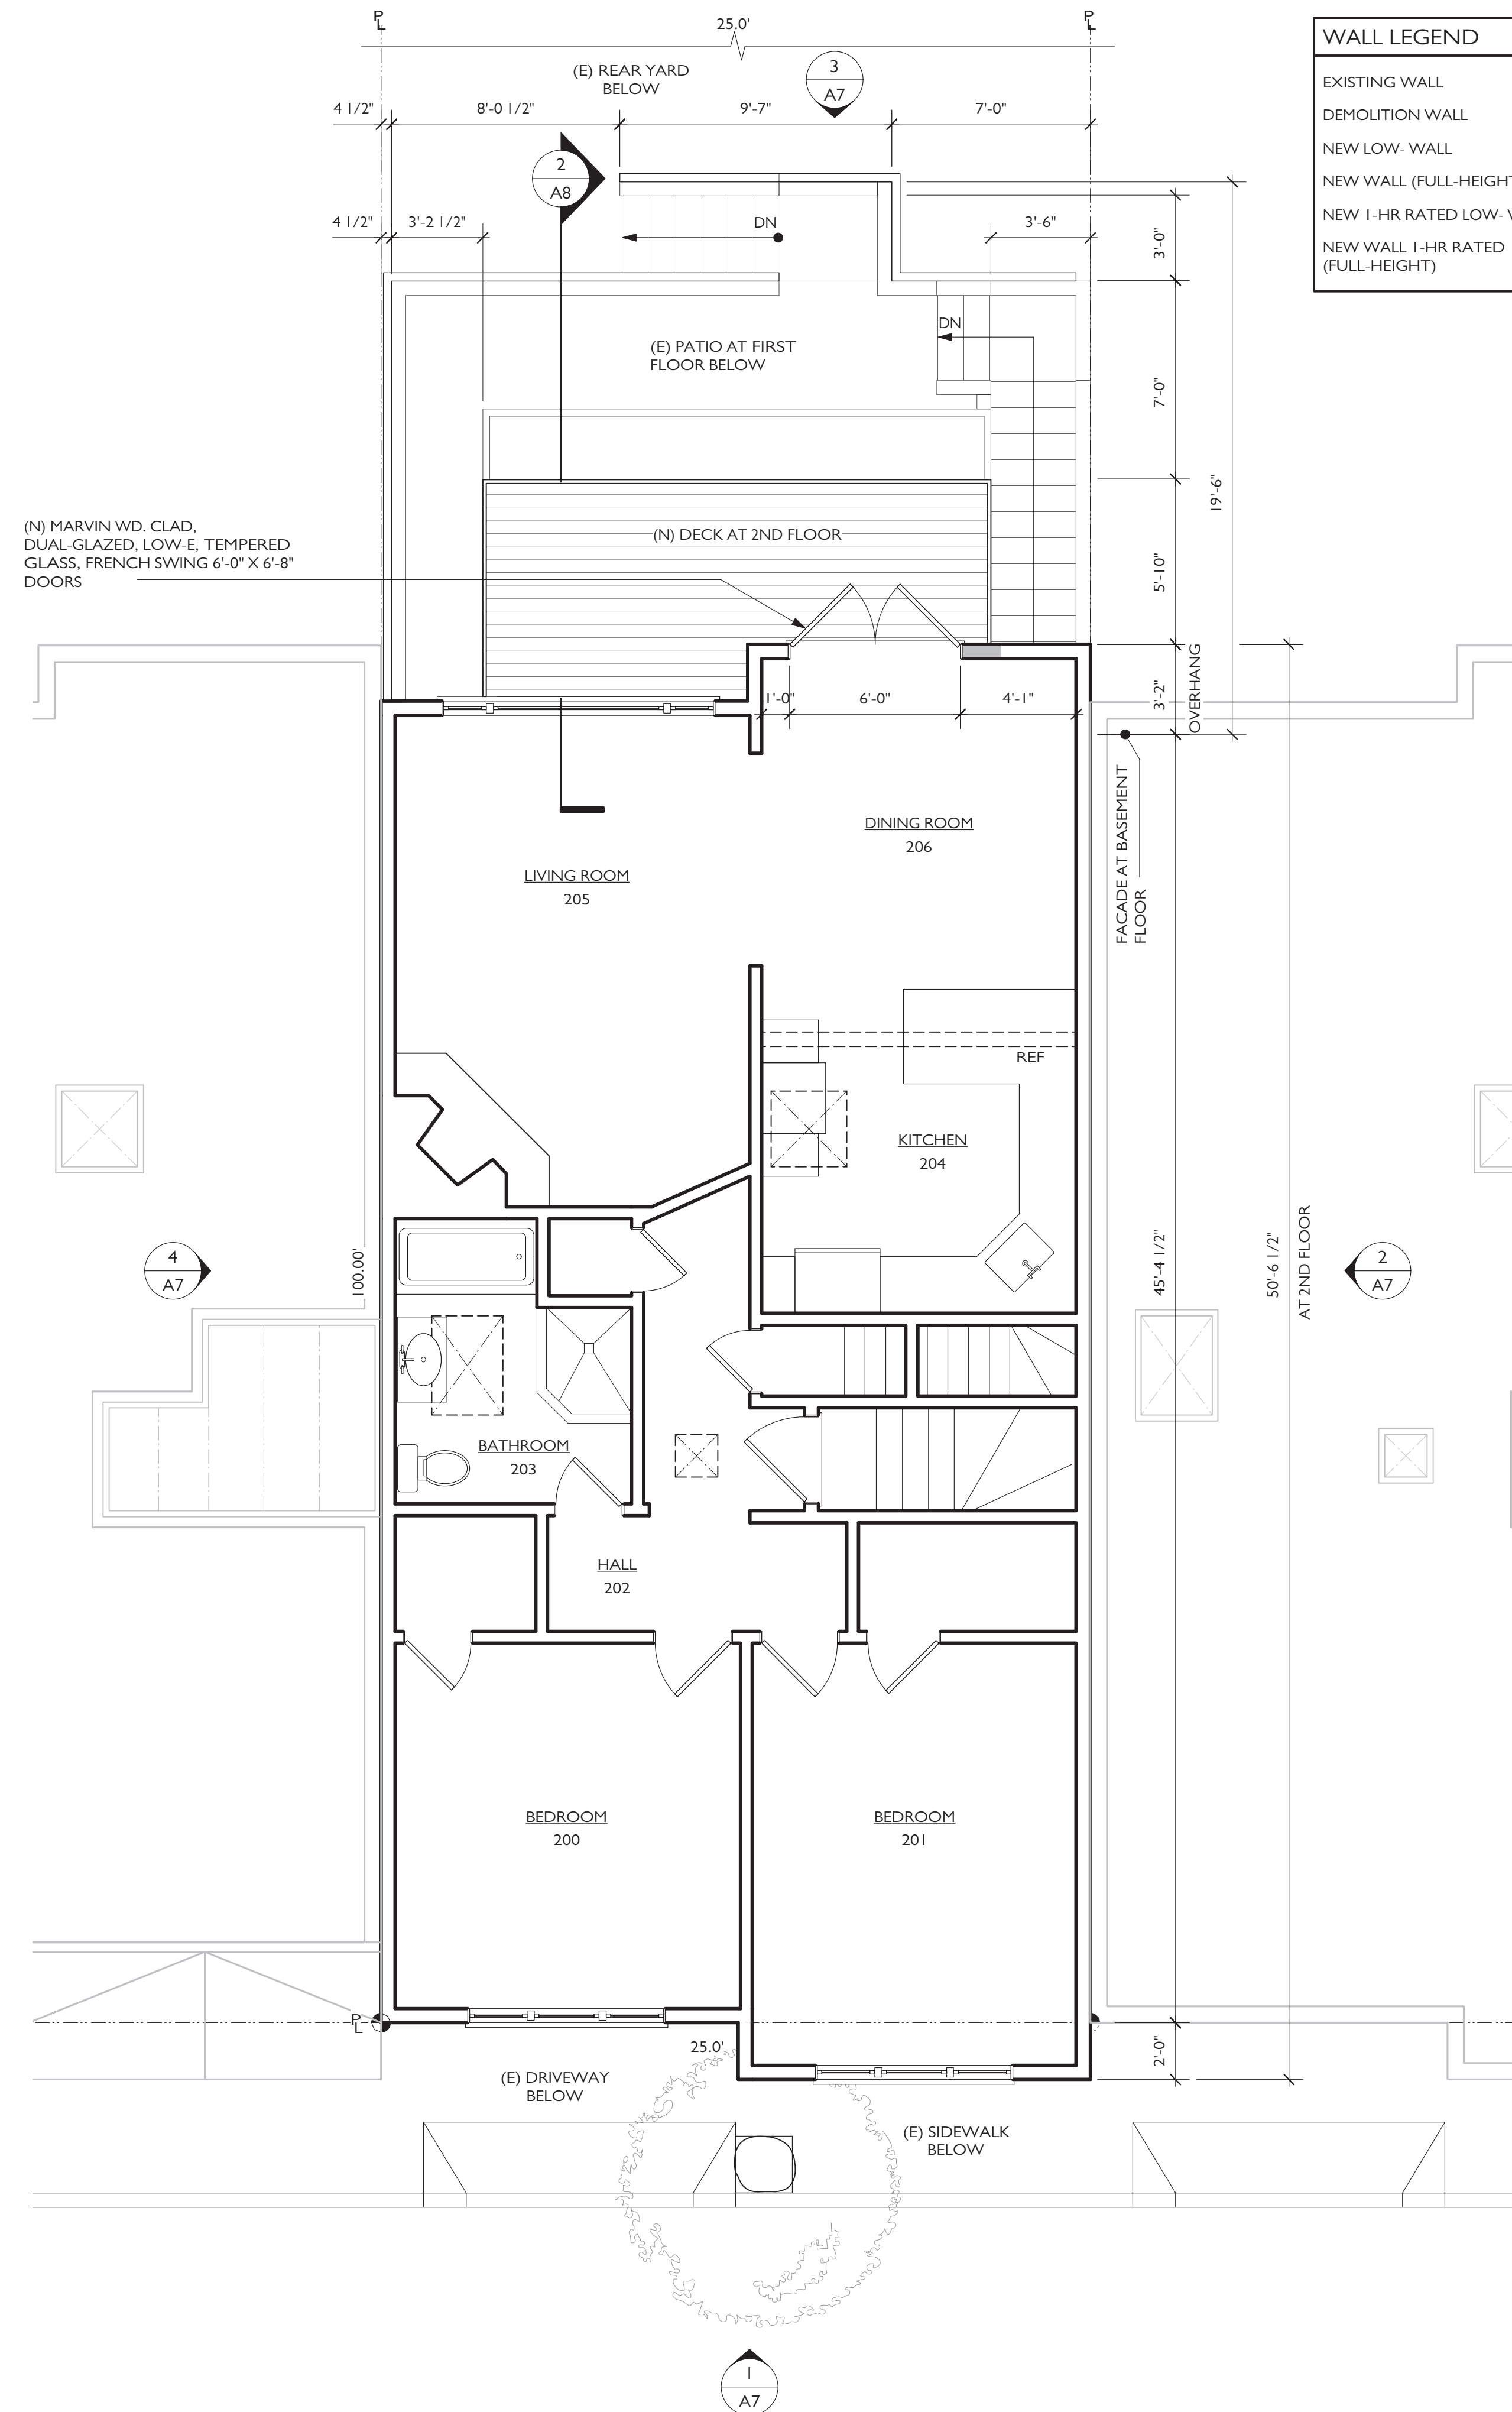 P
L
25.0'
P
L
WALL LEGEND
EXISTING WALL
DEMOLITION WALL
NEW LOW- WALL
NEW WALL (FULL-HEIGHT
NEW 1-HR RATED LOW-
NEW WALL 1-HR RATED
(FULL-HEIGHT)
(E) REAR YARD
BELOW
3
A7
4 1/2"
8'-0 1/2"
9'-7"
7'-0"
2
A8
4 1/2"
3'-2 1/2"
DN
3'-6"
3'-0"
DN
(E) PATIO AT FIRST
FLOOR BELOW
7'-0"
19'-6"
(N) MARVIN WD. CLAD,
DUAL-GLAZED, LOW-E, TEMPERED
GLASS, FRENCH SWING 6'-0" X 6'-8"
DOORS
(N) DECK AT 2ND FLOOR
5'-10"
1'-0"
6'-0"
4'-1"
3'-2"
OVERHANG
FACADE AT BASEMENT
FLOOR
DINING ROOM
206
LIVING ROOM
205
REF
KITCHEN
204
4
A7
100.00'
45'-4 1/2"
50'-6 1/2"
AT 2ND FLOOR
2
A7
BATHROOM
203
HALL
202
BEDROOM
200
BEDROOM
201
P
L
25.0'
2'-0"
(E) DRIVEWAY
BELOW
(E) SIDEWALK
BELOW
1
A7